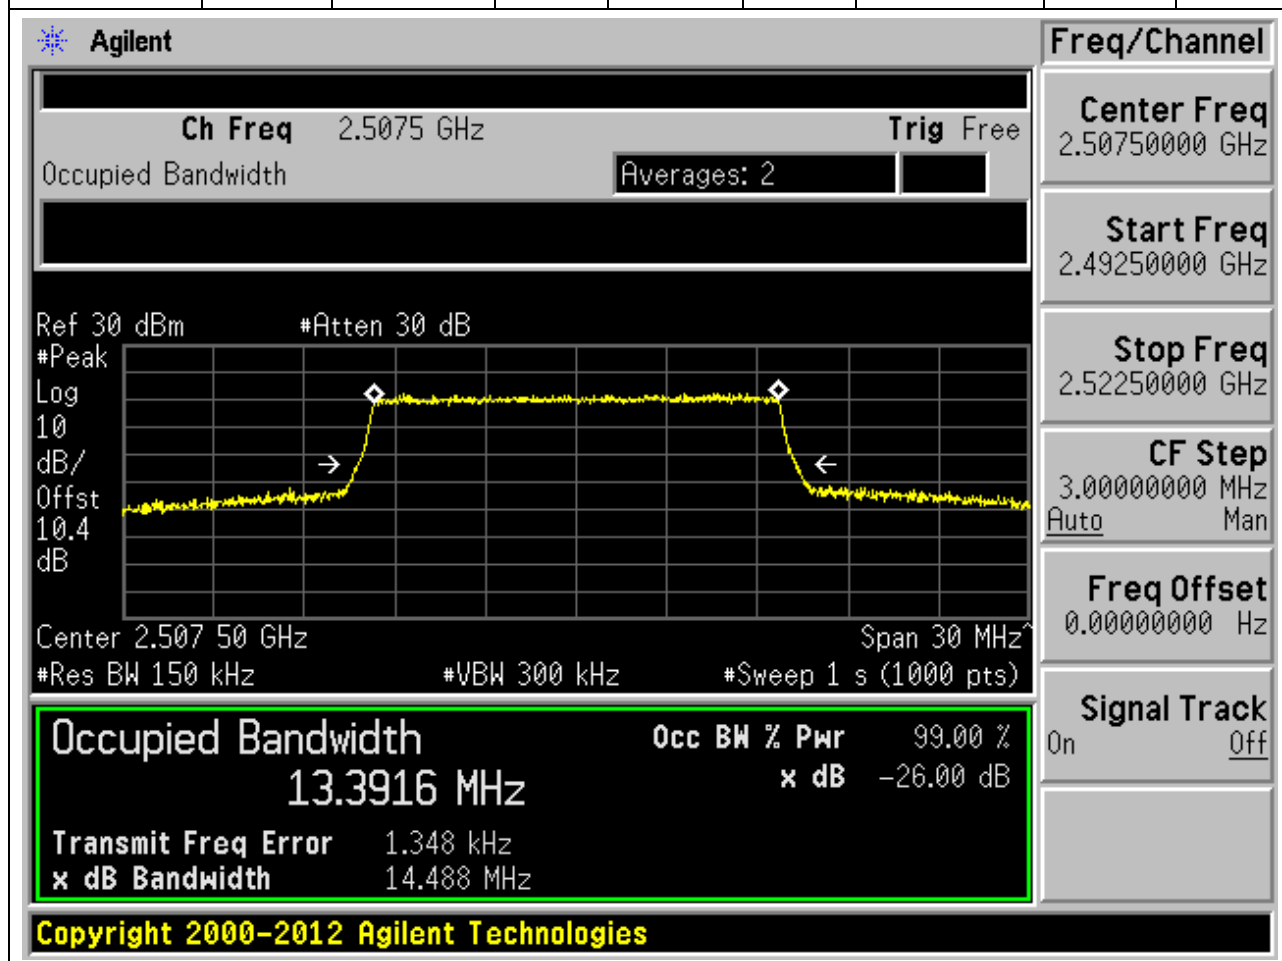 Agilent
Freq/Channel
Ch Freq 2.5075 GHz Trig Free
Occupied Bandwidth Averages: 2
Center Freq
2.50750000 GHz
Start Freq
2.49250000 GHz
Stop Freq
2.52250000 GHz
CF Step
3.00000000 MHz
Auto Man
Freq Offset
0.00000000 Hz
Signal Track
On Off
Ref 30 dBm #Atten 30 dB
#Peak
Log
10
dB/
Offst
10.4
dB
Center 2.507 50 GHz Span 30 MHz^
#Res BW 150 kHz #VBW 300 kHz #Sweep 1 s (1000 pts)
Occupied Bandwidth Occ BW % Pwr 99.00 %
13.3916 MHz x dB -26.00 dB
Transmit Freq Error 1.348 kHz
x dB Bandwidth 14.488 MHz
Copyright 2000-2012 Agilent Technologies